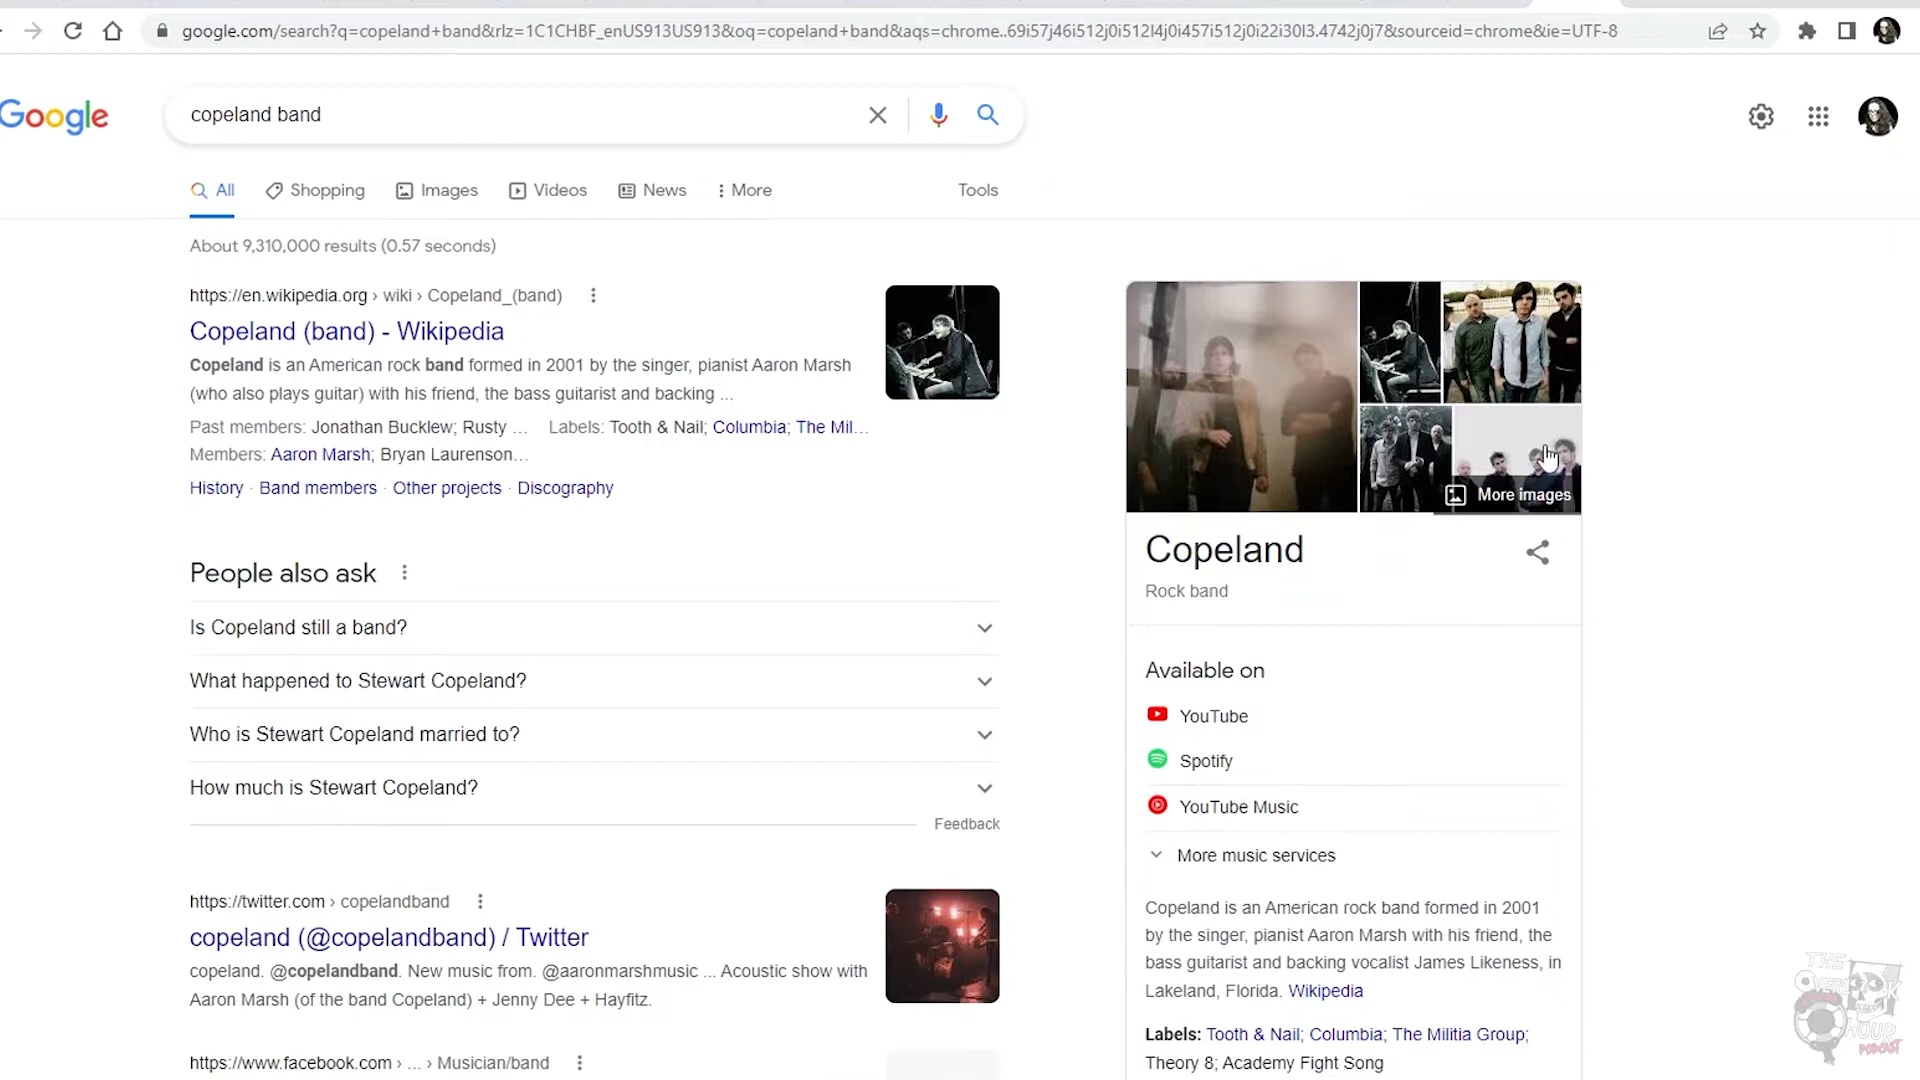 google.com/search?q=copeland+band&rlz=1C1CHBF_enUS913US913&oq=copeland+band&aqs=chrome..69i57j46i512j0i512l4j0i457i512j0i22i30l3.4742j0j7&sourceid=chrome&ie=UTF-8
Google
copeland band
All
Shopping
Images
Videos
News
More
Tools
About 9,310,000 results (0.57 seconds)
https://en.wikipedia.org › wiki › Copeland_(band)
Copeland (band) - Wikipedia
Copeland is an American rock band formed in 2001 by the singer, pianist Aaron Marsh
(who also plays guitar) with his friend, the bass guitarist and backing ...
Past members: Jonathan Bucklew; Rusty ... Labels: Tooth & Nail; Columbia; The Mil...
Members: Aaron Marsh; Bryan Laurenson...
History · Band members · Other projects · Discography
People also ask
Is Copeland still a band?
What happened to Stewart Copeland?
Who is Stewart Copeland married to?
How much is Stewart Copeland?
Feedback
https://twitter.com › copelandband
copeland (@copelandband) / Twitter
copeland. @copelandband. New music from. @aaronmarshmusic ... Acoustic show with
Aaron Marsh (of the band Copeland) + Jenny Dee + Hayfitz.
https://www.facebook.com › ... › Musician/band
More images
Copeland
Rock band
Available on
YouTube
Spotify
YouTube Music
More music services
Copeland is an American rock band formed in 2001
by the singer, pianist Aaron Marsh with his friend, the
bass guitarist and backing vocalist James Likeness, in
Lakeland, Florida. Wikipedia
Labels: Tooth & Nail; Columbia; The Militia Group;
Theory 8; Academy Fight Song
THE
OVERLOOK
HOUR
PODCAST